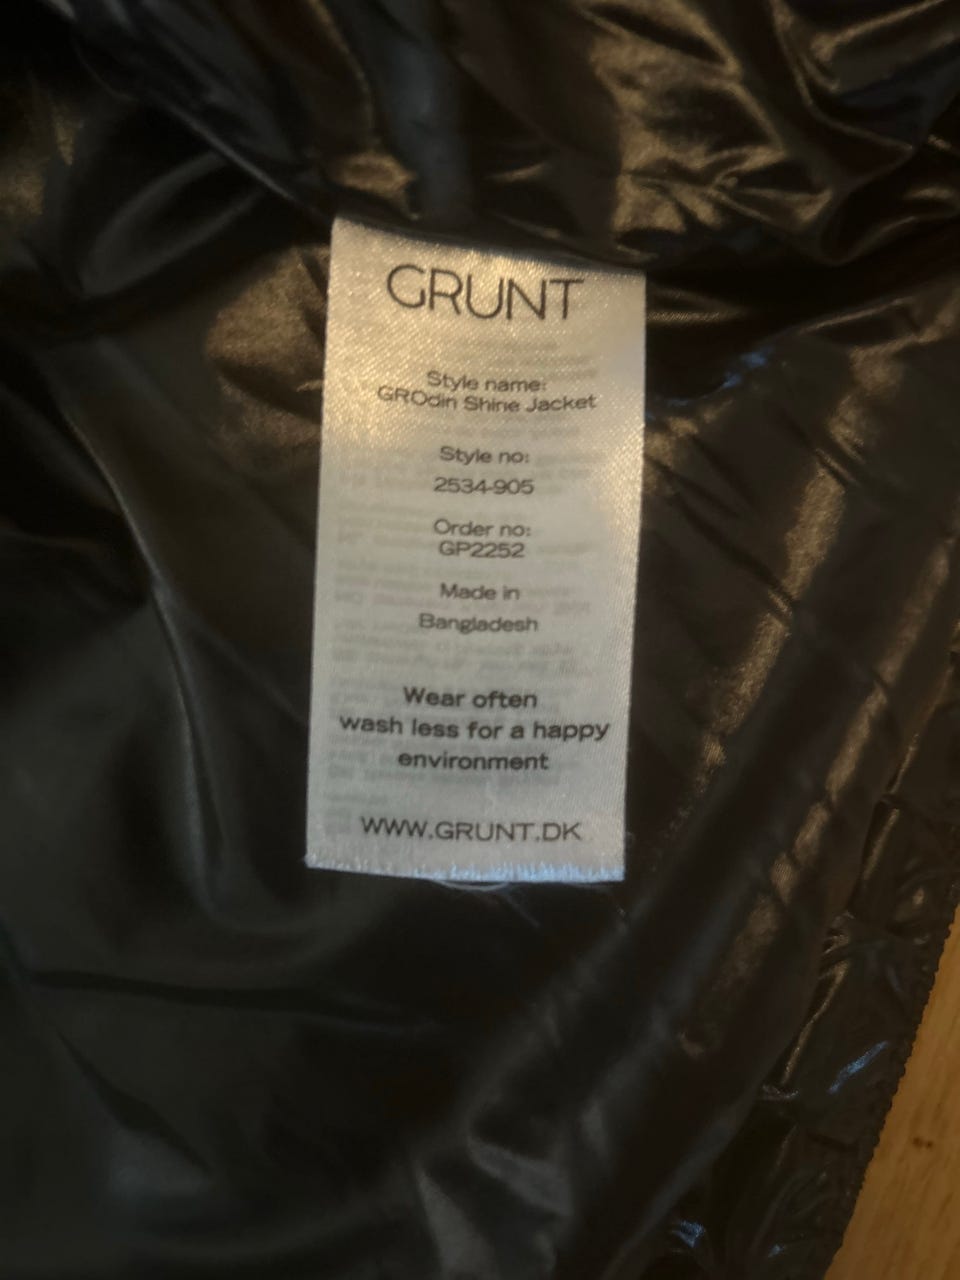 GRUNT
Style name:
GROdin Shine Jacket
Style no:
2534-905
Order no:
GP2252
Made in
Bangladesh
Wear often
wash less for a happy
environment
WWW.GRUNT.DK